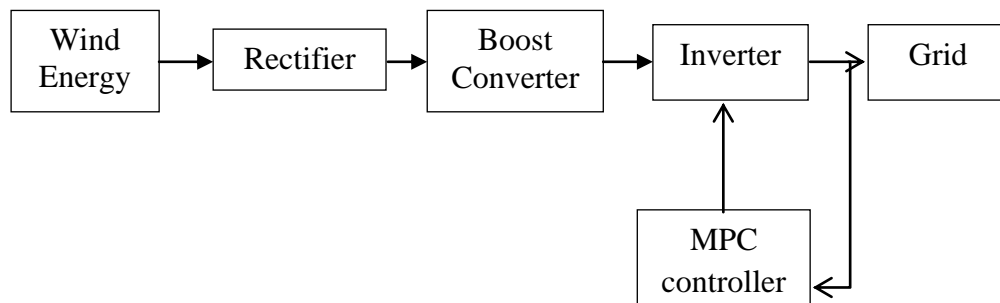 Wind
Energy
Rectifier
Boost
Converter
Inverter
Grid
MPC
controller